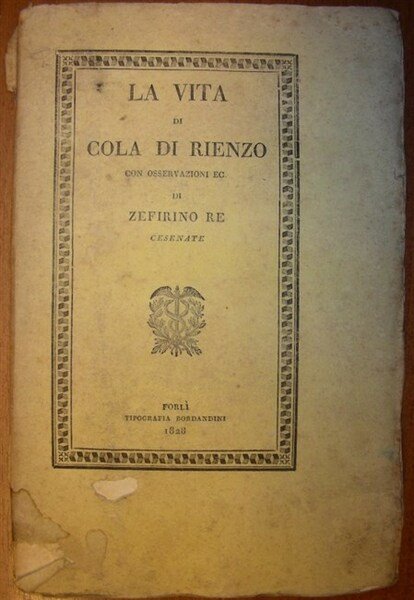 LA VITA
DI
COLA DI RIENZO
CON OSSERVAZIONI EC.
DI
ZEFIRINO RE
CESENATE
FORLÌ
TIPOGRAFIA BORDANDINI
1828